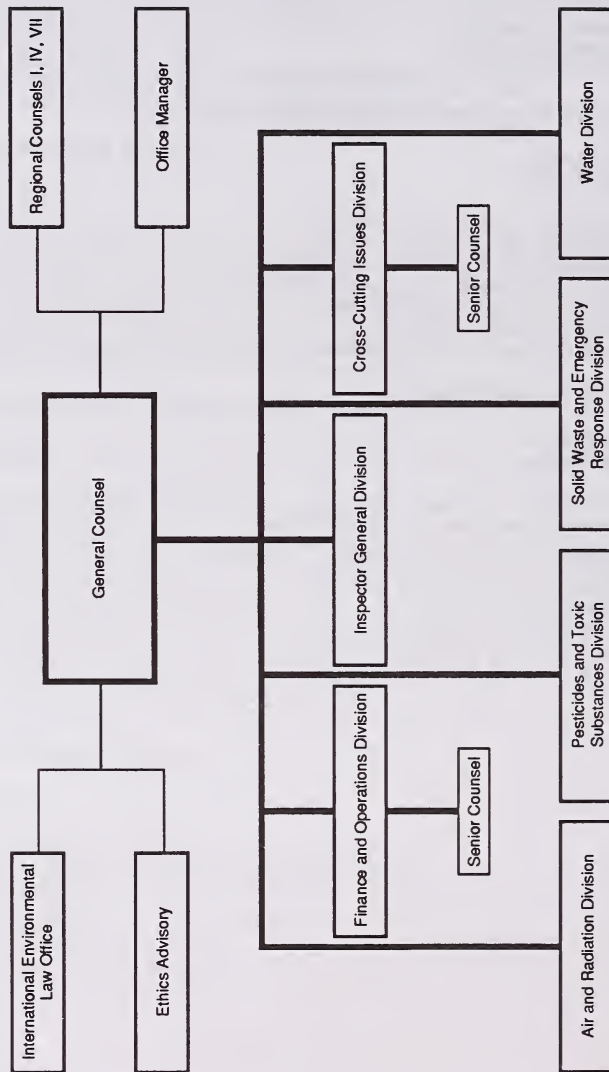 International Environmental
Law Office
Ethics Advisory
General Counsel
Regional Counsels I, IV, VII
Office Manager
Finance and Operations Division
Senior Counsel
Inspector General Division
Cross-Cutting Issues Division
Senior Counsel
Air and Radiation Division
Pesticides and Toxic
Substances Division
Solid Waste and Emergency
Response Division
Water Division